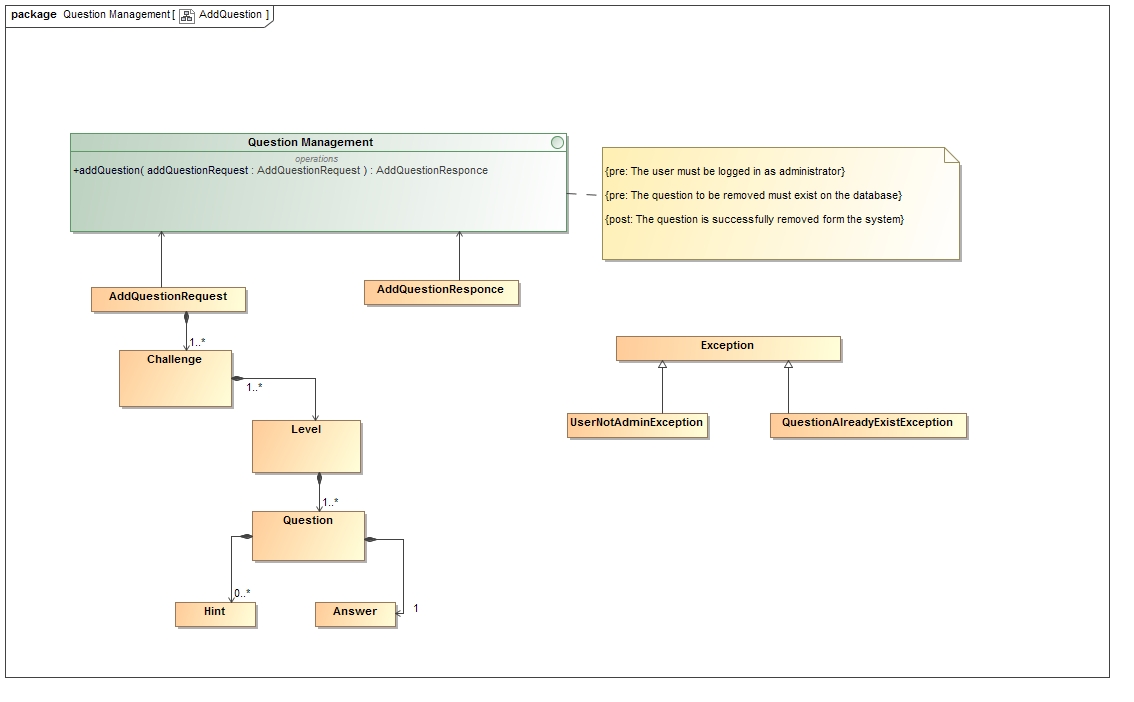 package Question Management[ AddQuestion ]
Question Management
operations
+addQuestion( addQuestionRequest : AddQuestionRequest ) : AddQuestionResponce
{pre: The user must be logged in as administrator}
{pre: The question to be removed must exist on the database}
{post: The question is successfully removed form the system}
AddQuestionRequest
AddQuestionResponce
1..*
Challenge
1..*
Level
1..*
Question
0..*
Hint
Answer
1
Exception
UserNotAdminException
QuestionAlreadyExistException